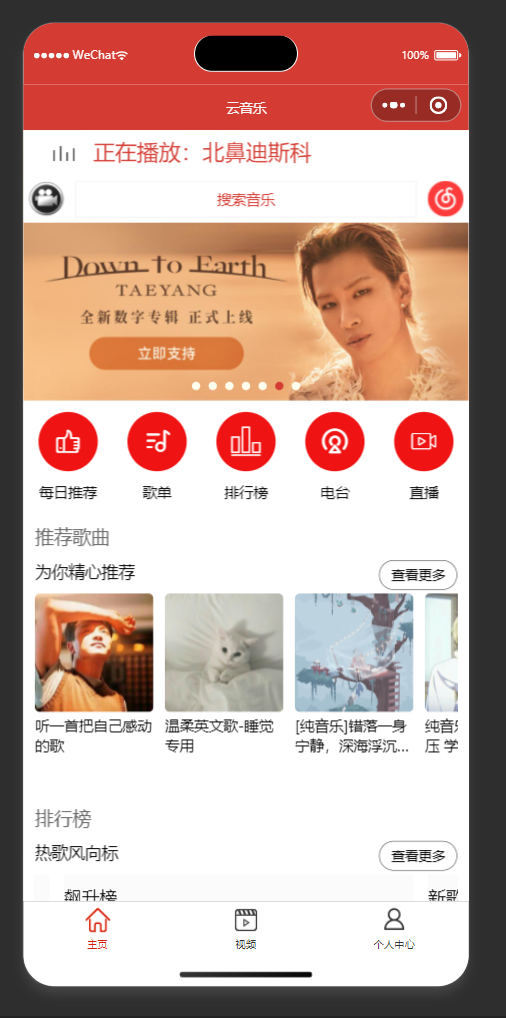 WeChat
100%
云音乐
正在播放：北鼻迪斯科
搜索音乐
Down to Earth
TAEYANG
全新数字专辑 正式上线
立即支持
每日推荐 歌单 排行榜 电台 直播
推荐歌曲
为你精心推荐
查看更多
听一首把自己感动
的歌
温柔英文歌-睡觉
专用
[纯音乐]错落一身
宁静，深海浮沉...
纯音
压 学
排行榜
热歌风向标
查看更多
飙升榜
新歌
主页 视频 个人中心